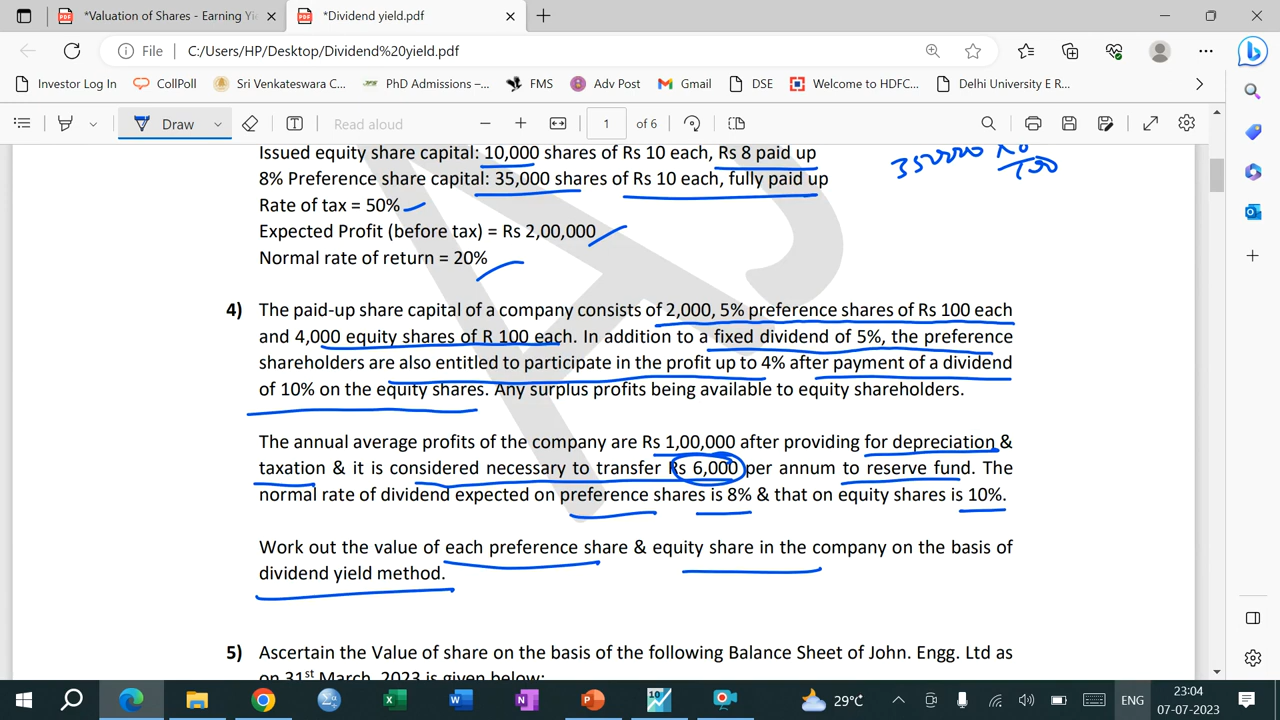 *Valuation of Shares - Earning Yi
*Dividend yield.pdf
File
C:/Users/HP/Desktop/Dividend%20yield.pdf
Investor Log In
CollPoll
Sri Venkateswara C...
PhD Admissions –...
FMS
Adv Post
Gmail
DSE
Welcome to HDFC...
Delhi University E R...
Draw
Read aloud
1
of 6
Issued equity share capital: 10,000 shares of Rs 10 each, Rs 8 paid up
8% Preference share capital: 35,000 shares of Rs 10 each, fully paid up
Rate of tax = 50%
Expected Profit (before tax) = Rs 2,00,000
Normal rate of return = 20%
350000
100
4) The paid-up share capital of a company consists of 2,000, 5% preference shares of Rs 100 each
and 4,000 equity shares of R 100 each. In addition to a fixed dividend of 5%, the preference
shareholders are also entitled to participate in the profit up to 4% after payment of a dividend
of 10% on the equity shares. Any surplus profits being available to equity shareholders.
The annual average profits of the company are Rs 1,00,000 after providing for depreciation &
taxation & it is considered necessary to transfer Rs 6,000 per annum to reserve fund. The
normal rate of dividend expected on preference shares is 8% & that on equity shares is 10%.
Work out the value of each preference share & equity share in the company on the basis of
dividend yield method.
5) Ascertain the Value of share on the basis of the following Balance Sheet of John. Engg. Ltd as
on 31st March, 2023 is given below:
29°C
ENG
23:04
07-07-2023